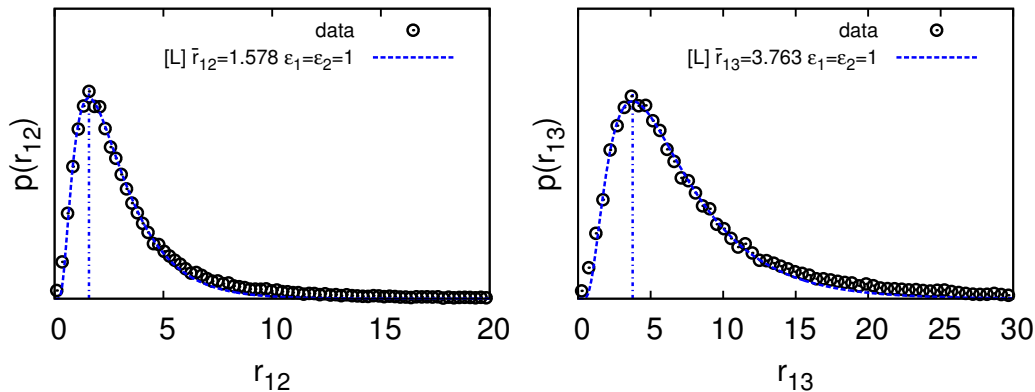 data
[L] r̄12=1.578 ε1=ε2=1
p(r12)
0 5 10 15 20
r12
data
[L] r̄13=3.763 ε1=ε2=1
p(r13)
0 5 10 15 20 25 30
r13